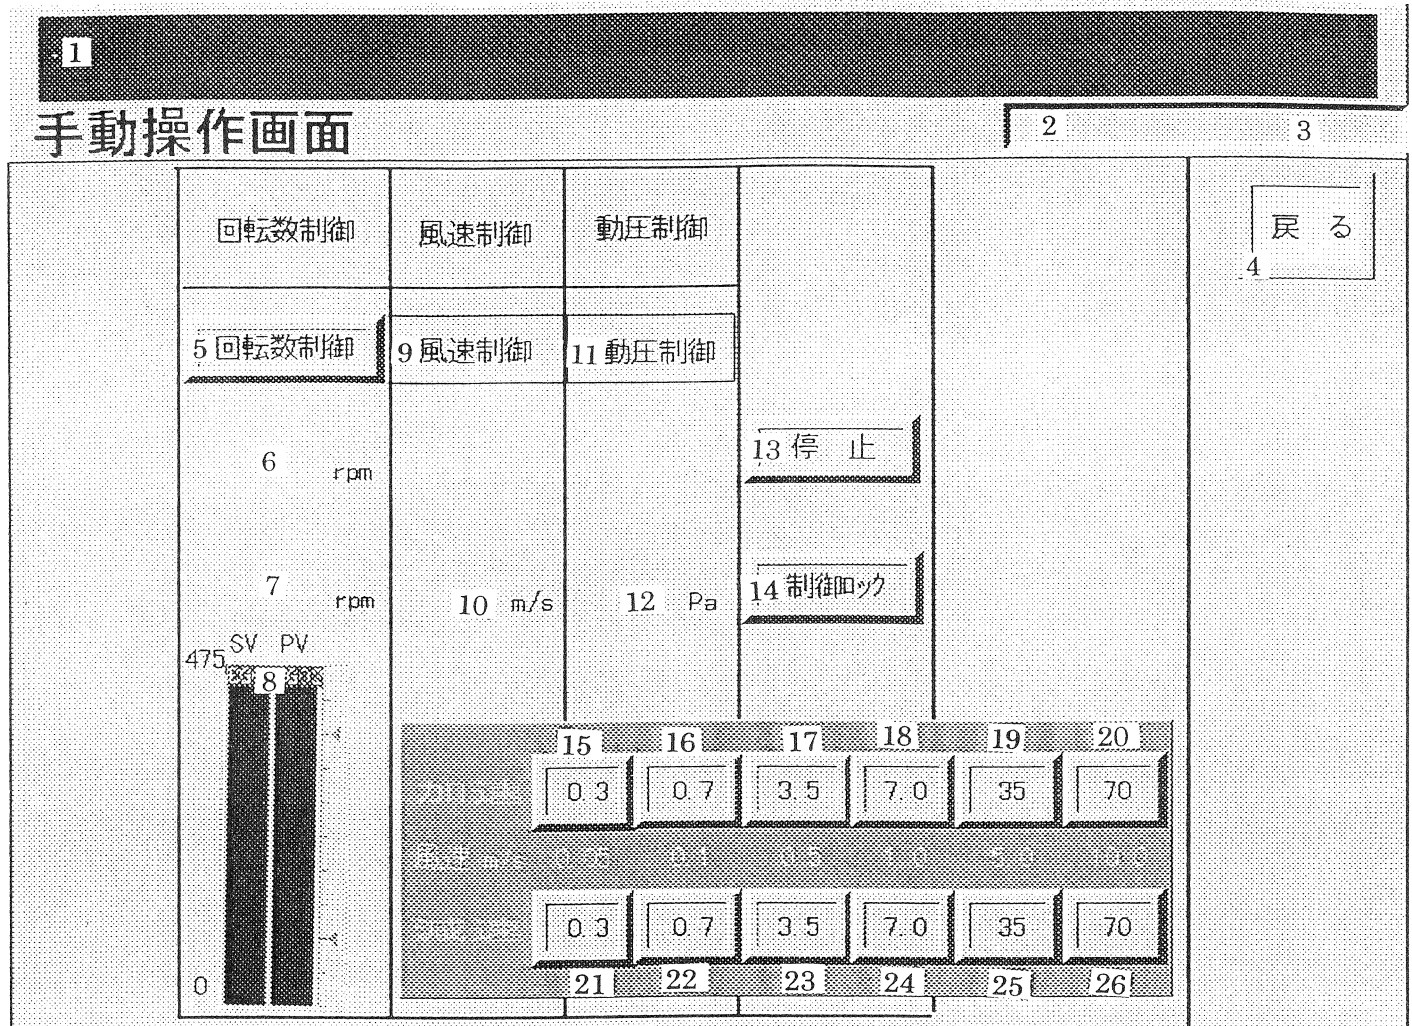 1
手動操作画面
2 3
回転数制御 風速制御 動圧制御
戻 る
4
5 回転数制御 9 風速制御 11 動圧制御
13 停 止
6 rpm
14 制御ロック
7 rpm 10 m/s 12 Pa
SV PV
475
8
15 16 17 18 19 20
0.3 0.7 3.5 7.0 35 70
風速 m/s
0.3 0.7 3.5 7.0 35 70
21 22 23 24 25 26
0